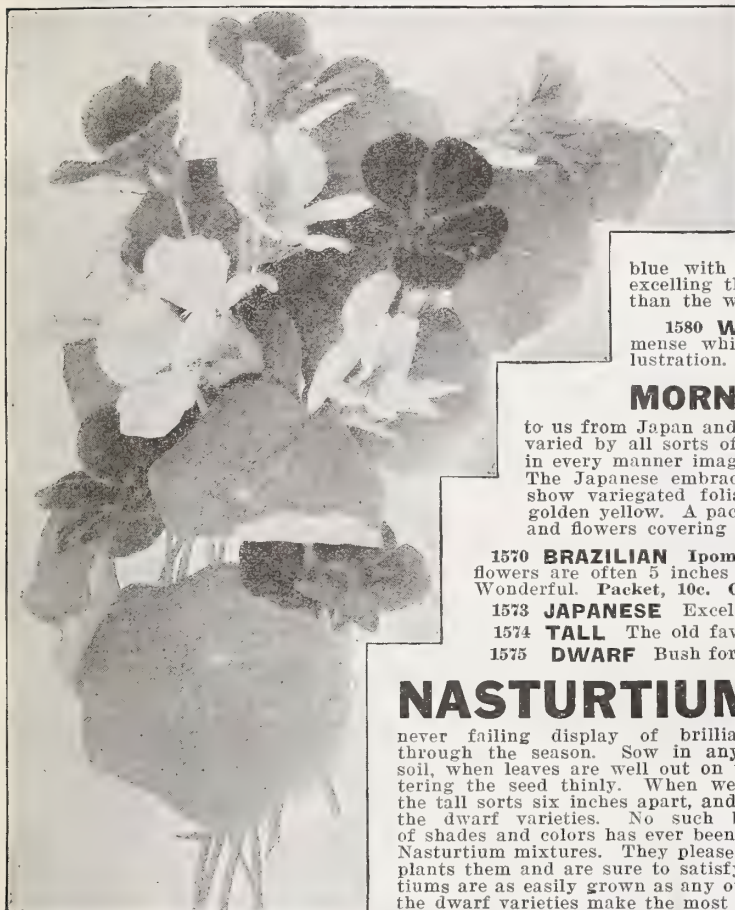 blue with
excelling th
than the w
1580 W
mense whi
lustration.
MORN
to us from Japan and
varied by all sorts of
in every manner imag
The Japanese embrac
show variegated folia
golden yellow. A pac
and flowers covering
1570 BRAZILIAN Ipom
flowers are often 5 inches
Wonderful. Packet, 10c.
1573 JAPANESE Excel
1574 TALL The old fav
1575 DWARF Bush for
NASTURTIUM
never failing display of brillia
through the season. Sow in any
soil, when leaves are well out on
tering the seed thinly. When we
the tall sorts six inches apart, and
the dwarf varieties. No such
of shades and colors has ever been
Nasturtium mixtures. They please
plants them and are sure to satisfy
tiums are as easily grown as any o
the dwarf varieties make the most